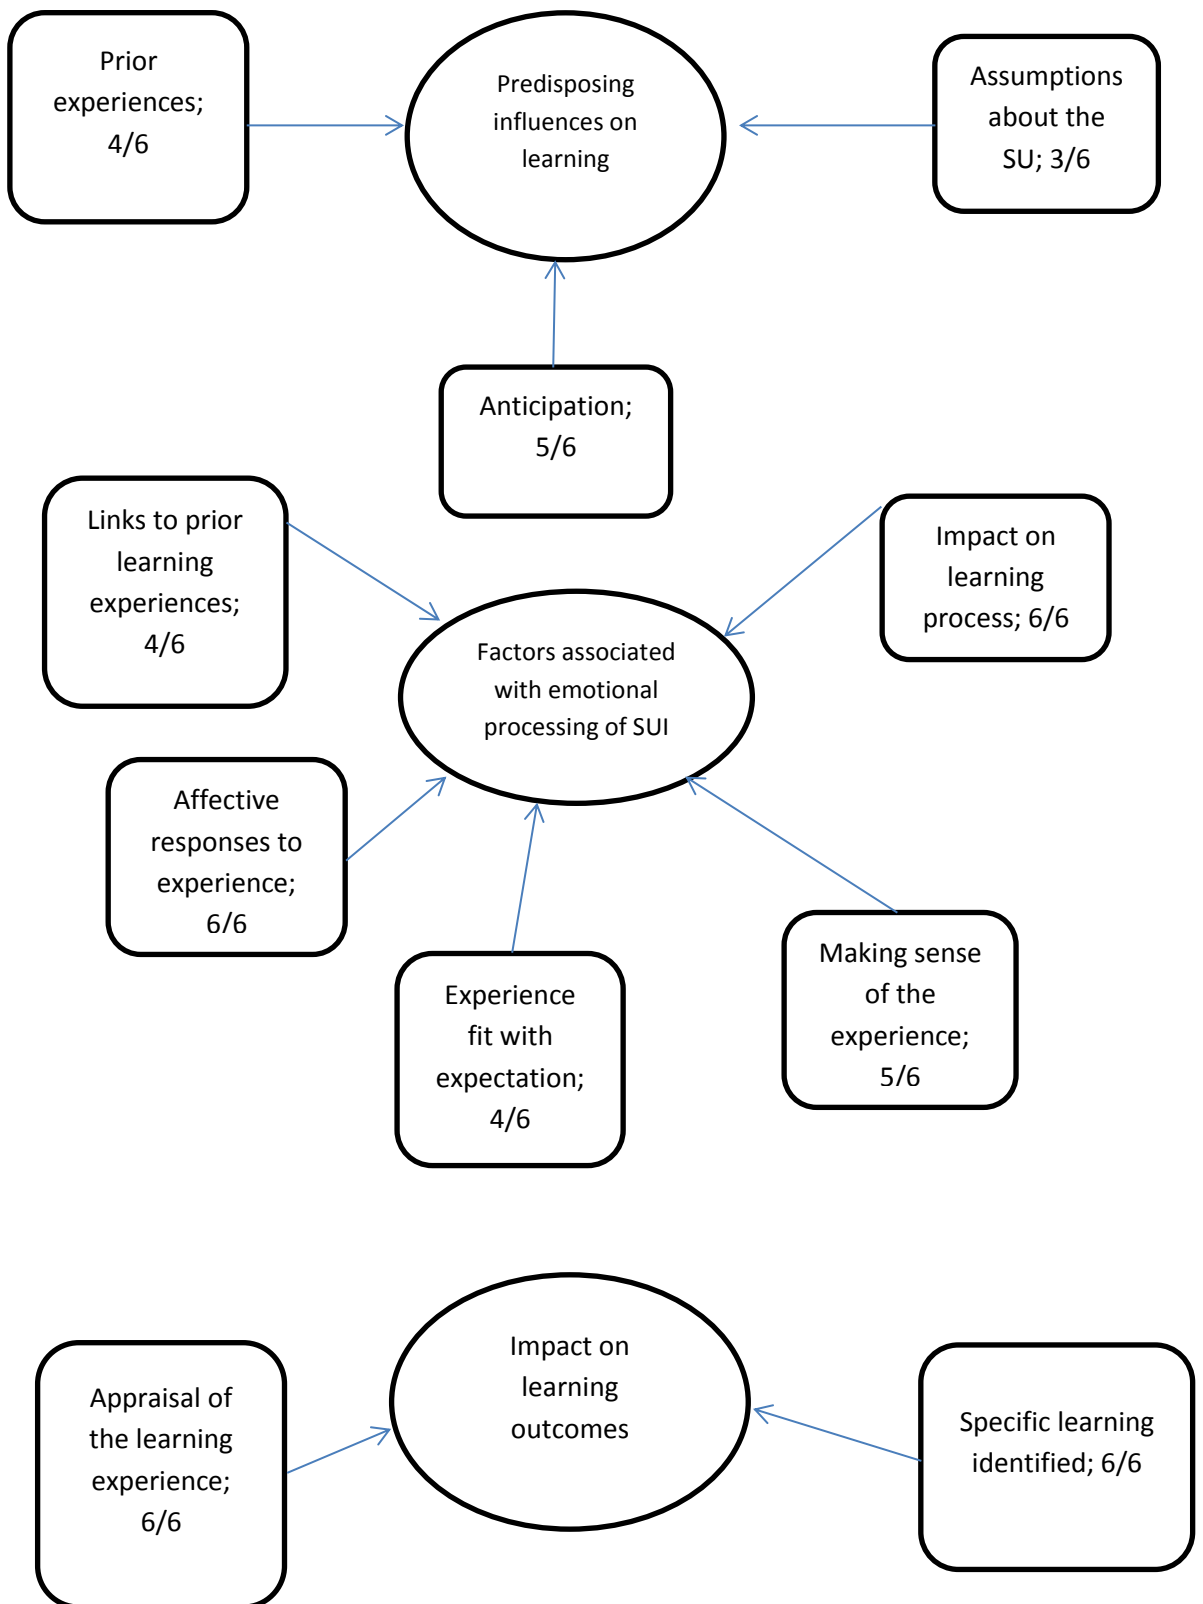 Prior
experiences;
4/6
Predisposing
influences on
learning
Assumptions
about the
SU; 3/6
Anticipation;
5/6
Links to prior
learning
experiences;
4/6
Impact on
learning
process; 6/6
Factors associated
with emotional
processing of SUI
Affective
responses to
experience;
6/6
Experience
fit with
expectation;
4/6
Making sense
of the
experience;
5/6
Impact on
learning
outcomes
Appraisal of
the learning
experience;
6/6
Specific learning
identified; 6/6